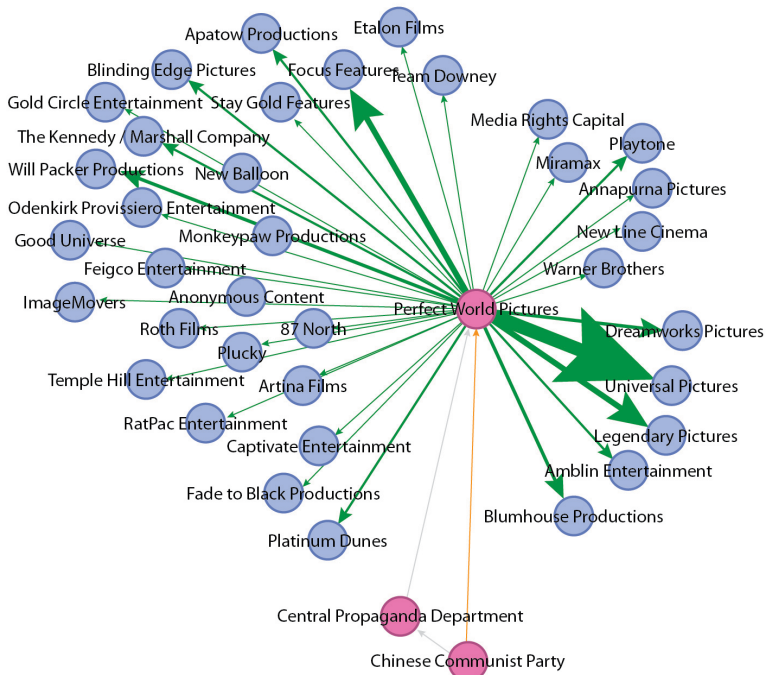 Etalon Films
Apatow Productions
Blinding Edge Pictures
Focus Features
Team Downey
Gold Circle Entertainment
Stay Gold Features
Media Rights Capital
The Kennedy / Marshall Company
Playtone
Will Packer Productions
New Balloon
Miramax
Annapurna Pictures
Odenkirk Provissiero Entertainment
Good Universe
Monkeypaw Productions
New Line Cinema
Feigco Entertainment
Warner Brothers
ImageMovers
Anonymous Content
Perfect World Pictures
Roth Films
87 North
Dreamworks Pictures
Plucky
Temple Hill Entertainment
Artina Films
Universal Pictures
RatPac Entertainment
Captivate Entertainment
Legendary Pictures
Amblin Entertainment
Fade to Black Productions
Blumhouse Productions
Platinum Dunes
Central Propaganda Department
Chinese Communist Party